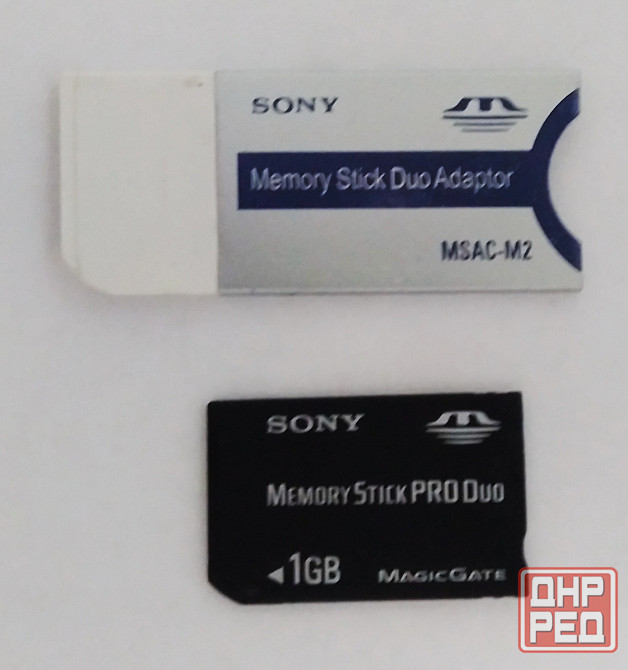 SONY
Memory Stick Duo Adaptor
MSAC-M2
SONY
MEMORY STICK PRO DUO
◄1GB MAGICGATE
ДНР
РЕД